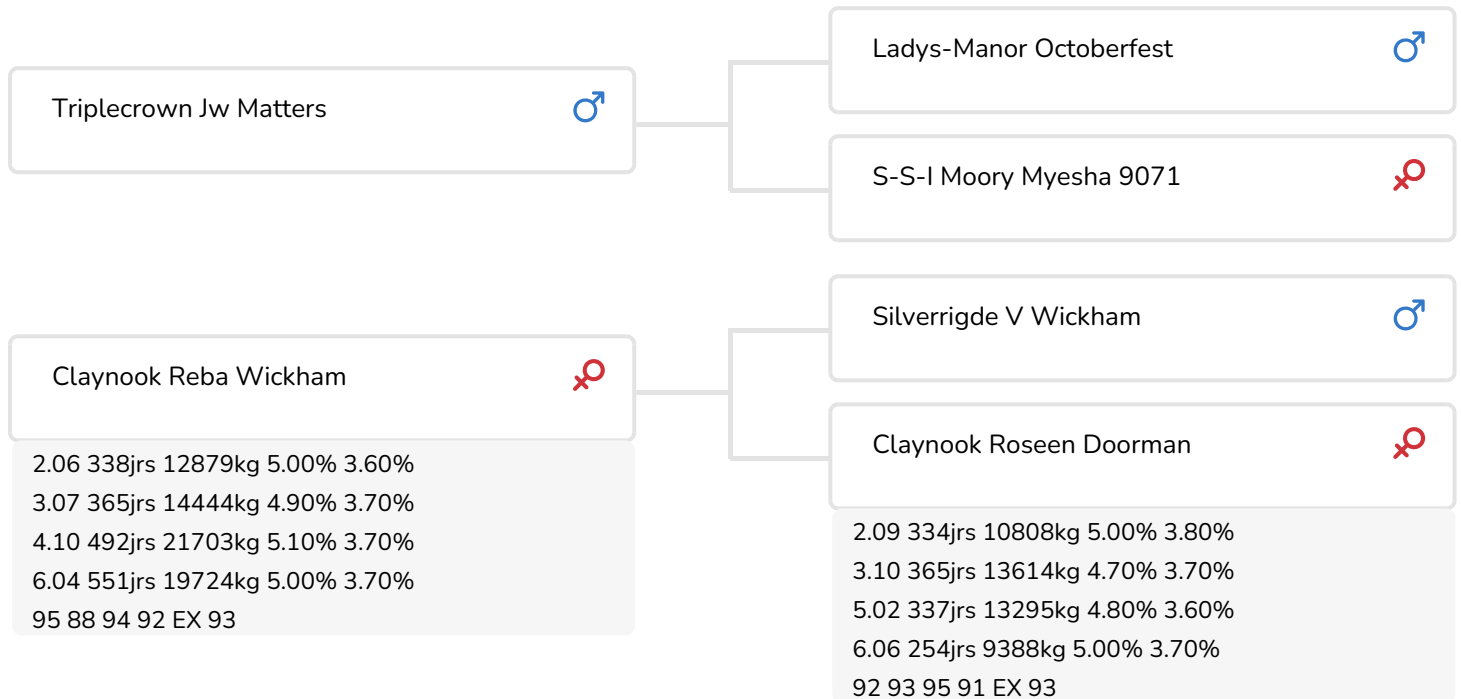 Triplecrown Jw Matters
Ladys-Manor Octoberfest
S-S-I Moory Myesha 9071
Claynook Reba Wickham
2.06 338jrs 12879kg 5.00% 3.60%
3.07 365jrs 14444kg 4.90% 3.70%
4.10 492jrs 21703kg 5.10% 3.70%
6.04 551jrs 19724kg 5.00% 3.70%
95 88 94 92 EX 93
Silverrigde V Wickham
Claynook Roseen Doorman
2.09 334jrs 10808kg 5.00% 3.80%
3.10 365jrs 13614kg 4.70% 3.70%
5.02 337jrs 13295kg 4.80% 3.60%
6.06 254jrs 9388kg 5.00% 3.70%
92 93 95 91 EX 93